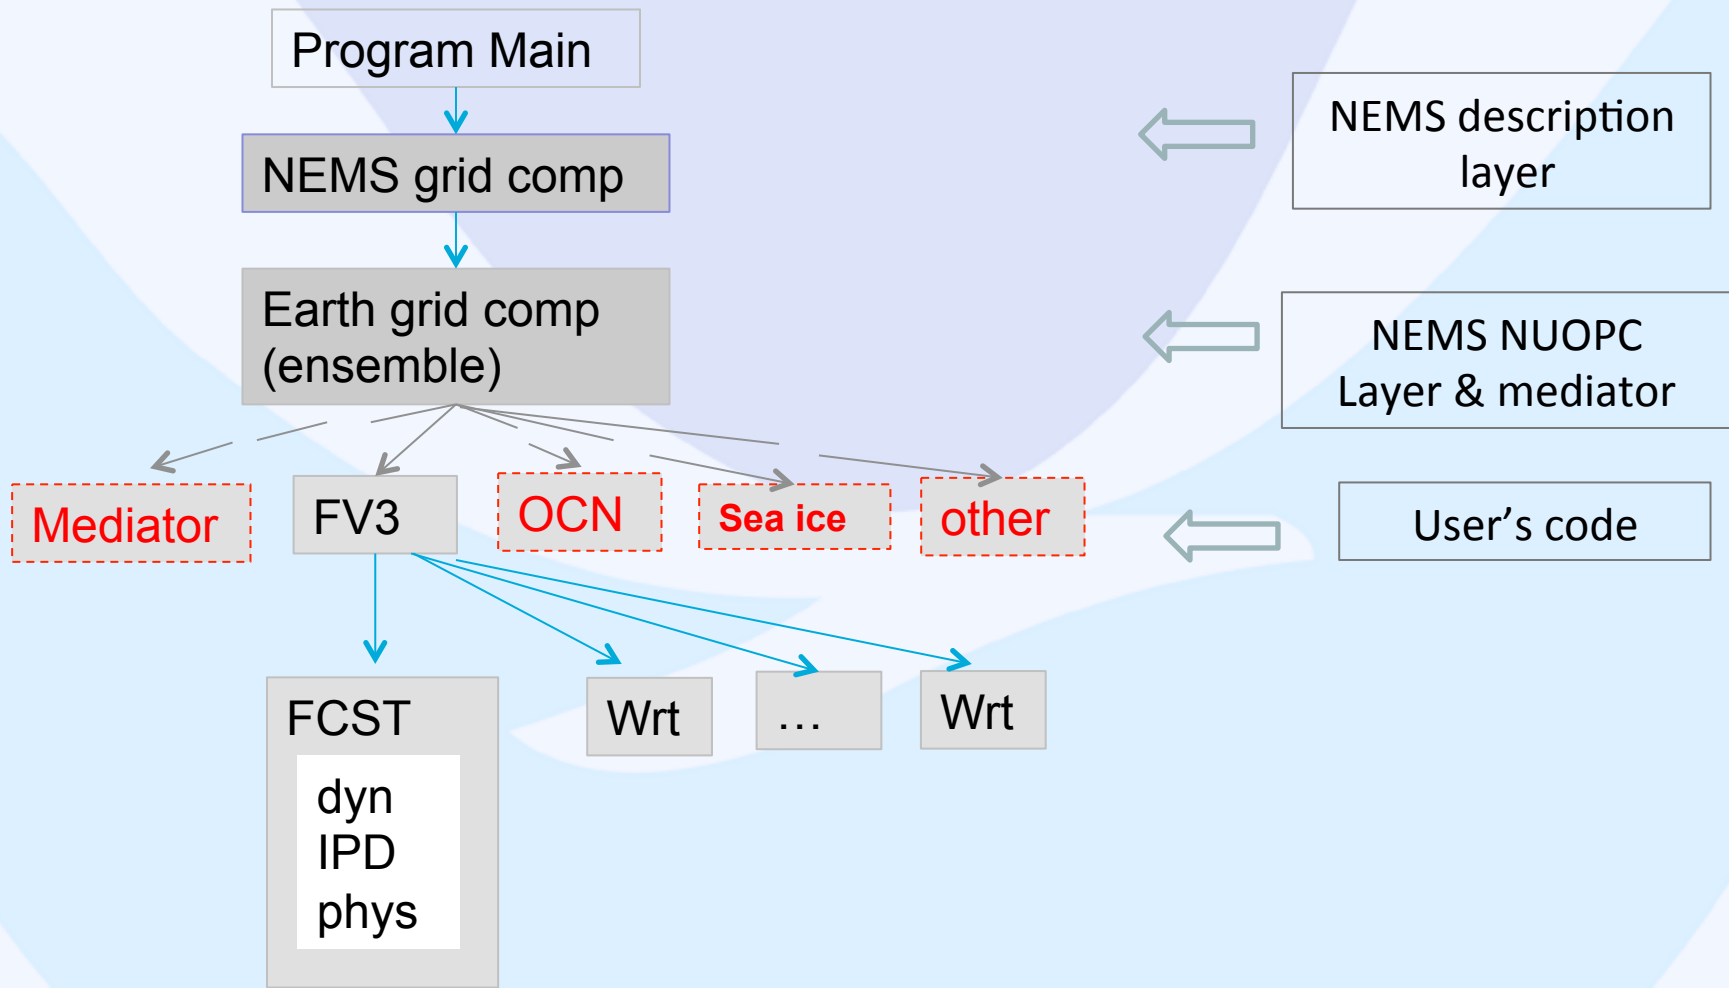 Program Main
NEMS grid comp
Earth grid comp
(ensemble)
Mediator
FV3
OCN
Sea ice
other
FCST
dyn
IPD
phys
Wrt
…
Wrt
NEMS description
layer
NEMS NUOPC
Layer & mediator
User’s code